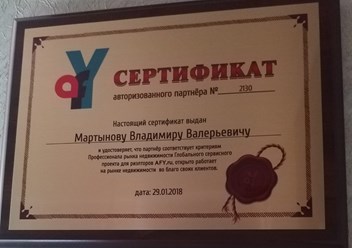 afY
СЕРТИФИКАТ
авторизованного партнёра № 2130
Настоящий сертификат выдан
Мартынову Владимиру Валерьевичу
и удостоверяет, что партнёр соответствует критериям
Профессионала рынка недвижимости Глобального сервисного
проекта для риэлторов AFY.ru, открыто работает
на рынке недвижимости во благо своих клиентов.
дата: 29.01.2018